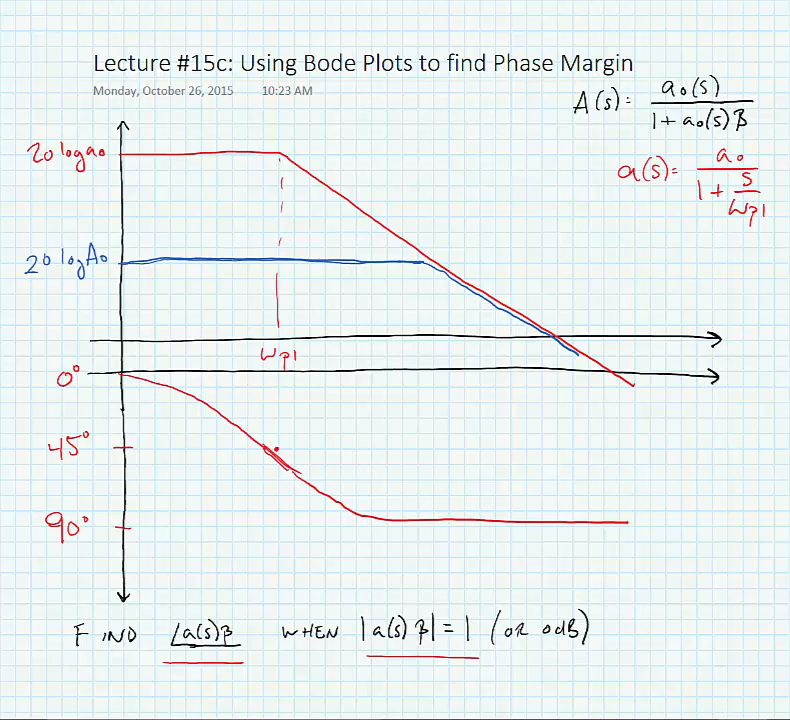 Lecture #15c: Using Bode Plots to find Phase Margin
Monday, October 26, 2015 10:23 AM
A(s) = a₀(s) / 1 + a₀(s)β
20 log a₀
a(s) = a₀ / 1 + s/ωp1
20 log A₀
ωp1
0°
45°
90°
FIND ∠a(s)β WHEN |a(s)β| = 1 (OR 0dB)